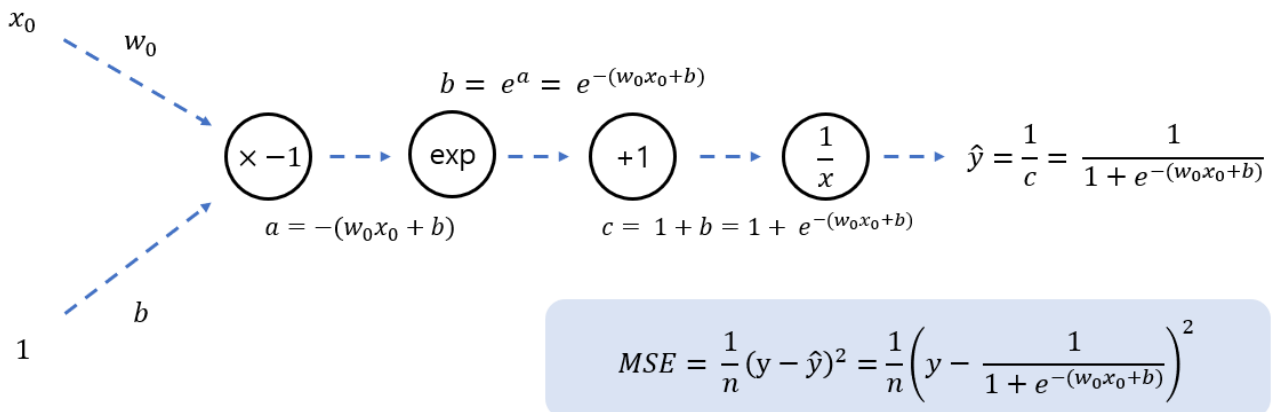 x₀
w₀
b = eᵃ = e^{-(w₀x₀+b)}
× −1
exp
+1
1/x
ŷ = 1/c = 1/(1 + e^{-(w₀x₀+b)})
a = −(w₀x₀ + b)
c = 1 + b = 1 + e^{-(w₀x₀+b)}
b
1
MSE = 1/n (y − ŷ)² = 1/n (y − 1/(1 + e^{-(w₀x₀+b)}))²